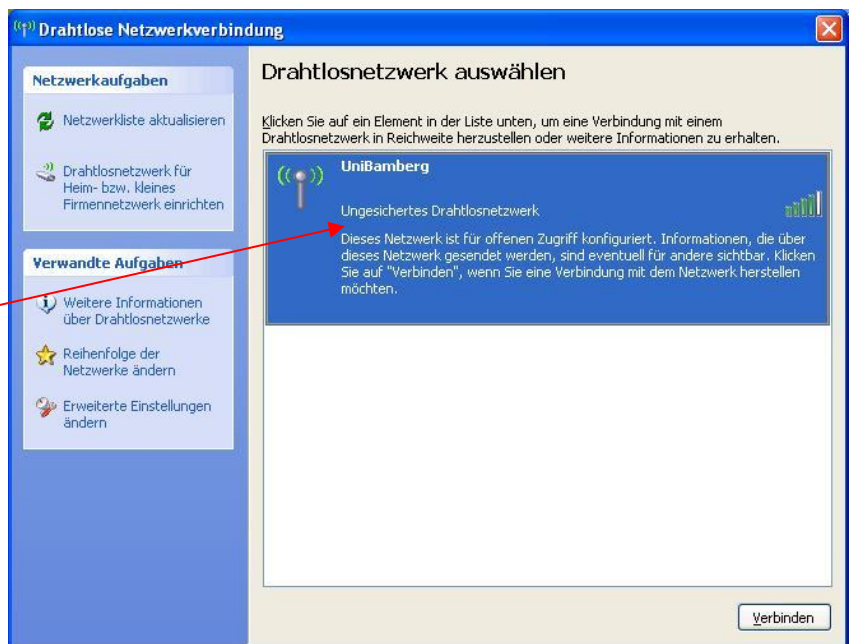 Drahtlose Netzwerkverbindung
Netzwerkaufgaben
Netzwerkliste aktualisieren
Drahtlosnetzwerk für
Heim- bzw. kleines
Firmennetzwerk einrichten
Verwandte Aufgaben
Weitere Informationen
über Drahtlosnetzwerke
Reihenfolge der
Netzwerke ändern
Erweiterte Einstellungen
ändern
Drahtlosnetzwerk auswählen
Klicken Sie auf ein Element in der Liste unten, um eine Verbindung mit einem
Drahtlosnetzwerk in Reichweite herzustellen oder weitere Informationen zu erhalten.
UniBamberg
Ungesichertes Drahtlosnetzwerk
Dieses Netzwerk ist für offenen Zugriff konfiguriert. Informationen, die über
dieses Netzwerk gesendet werden, sind eventuell für andere sichtbar. Klicken
Sie auf "Verbinden", wenn Sie eine Verbindung mit dem Netzwerk herstellen
möchten.
Verbinden